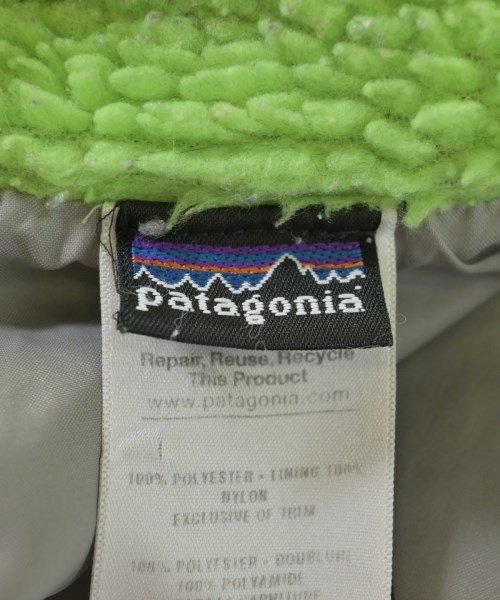 patagonia
Repair, Reuse, Recycle
This Product
www.patagonia.com
100% POLYESTER • LINING 100%
NYLON
EXCLUSIVE OF TRIM
100% POLYESTER • DOUBLURE
100% POLYAMIDE